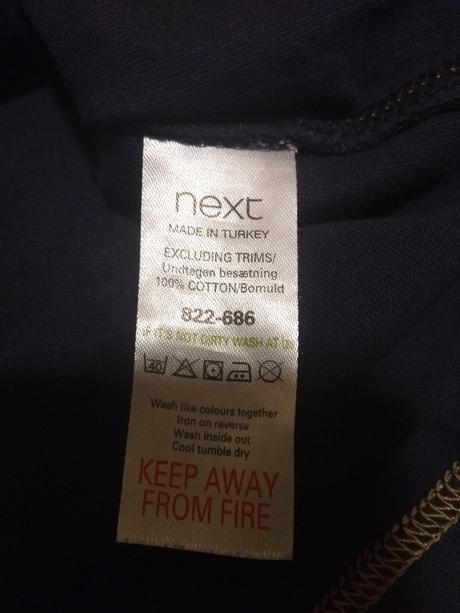 next
MADE IN TURKEY
EXCLUDING TRIMS/
Undtagen besætning
100% COTTON/Bomuld
822-686
IF IT'S NOT DIRTY WASH AT
40
Wash like colours together
Iron on reverse
Wash inside out
Cool tumble dry
KEEP AWAY
FROM FIRE